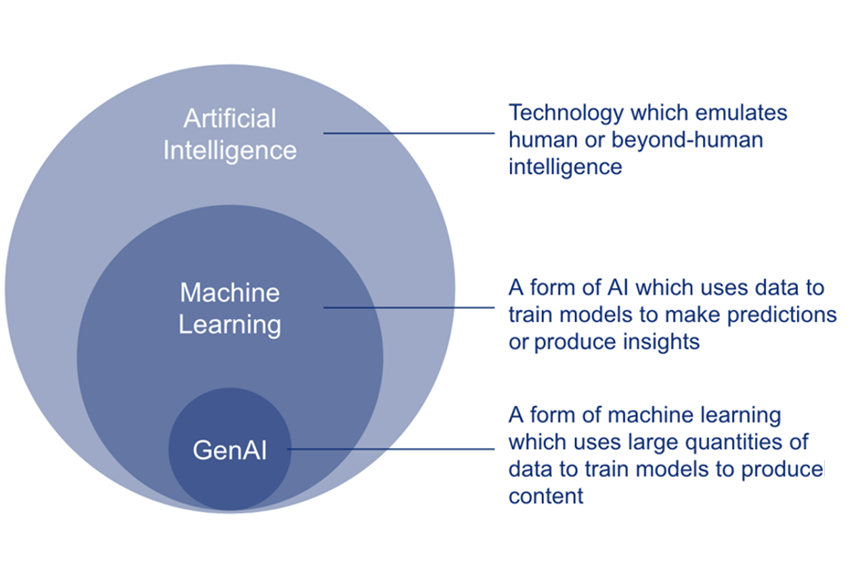 Artificial
Intelligence
Technology which emulates
human or beyond-human
intelligence
Machine
Learning
A form of AI which uses data to
train models to make predictions
or produce insights
GenAI
A form of machine learning
which uses large quantities of
data to train models to produce
content